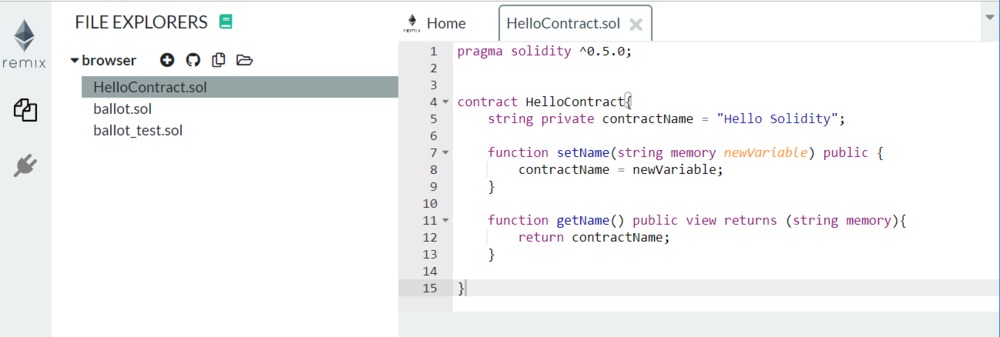 remix
FILE EXPLORERS
browser
HelloContract.sol
ballot.sol
ballot_test.sol
remix
Home
HelloContract.sol
1 pragma solidity ^0.5.0;
2
3
4 contract HelloContract{
5 string private contractName = "Hello Solidity";
6
7 function setName(string memory newVariable) public {
8 contractName = newVariable;
9 }
10
11 function getName() public view returns (string memory){
12 return contractName;
13 }
14
15 }